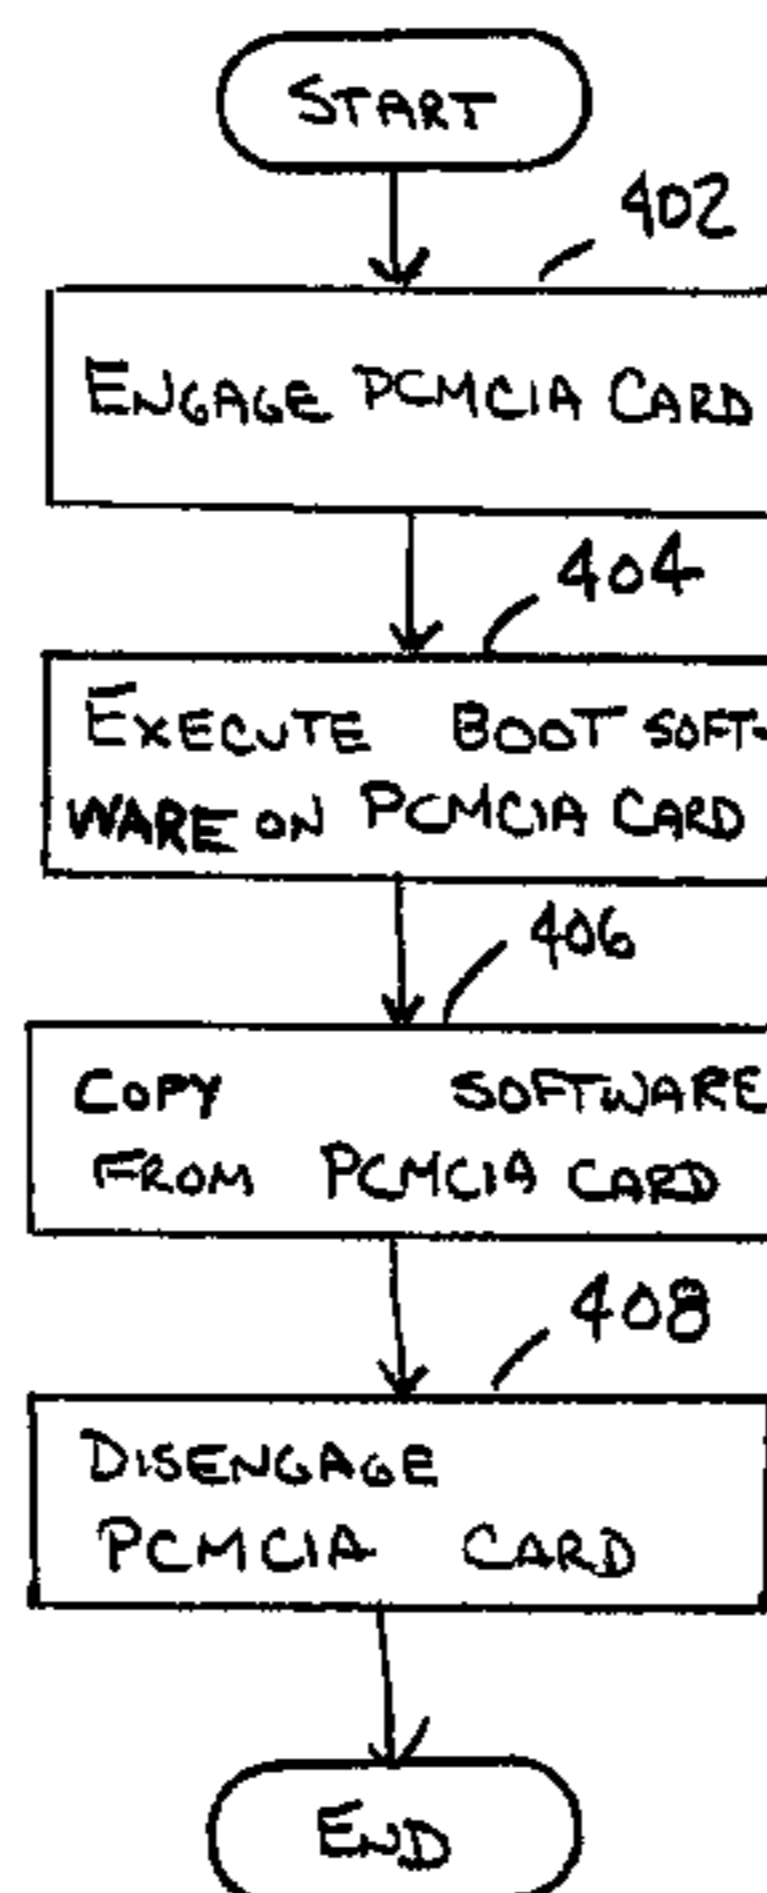 START
402
ENGAGE PCMCIA CARD
404
EXECUTE BOOT SOFT-
WARE ON PCMCIA CARD
406
COPY SOFTWARE
FROM PCMCIA CARD
408
DISENGAGE
PCMCIA CARD
END